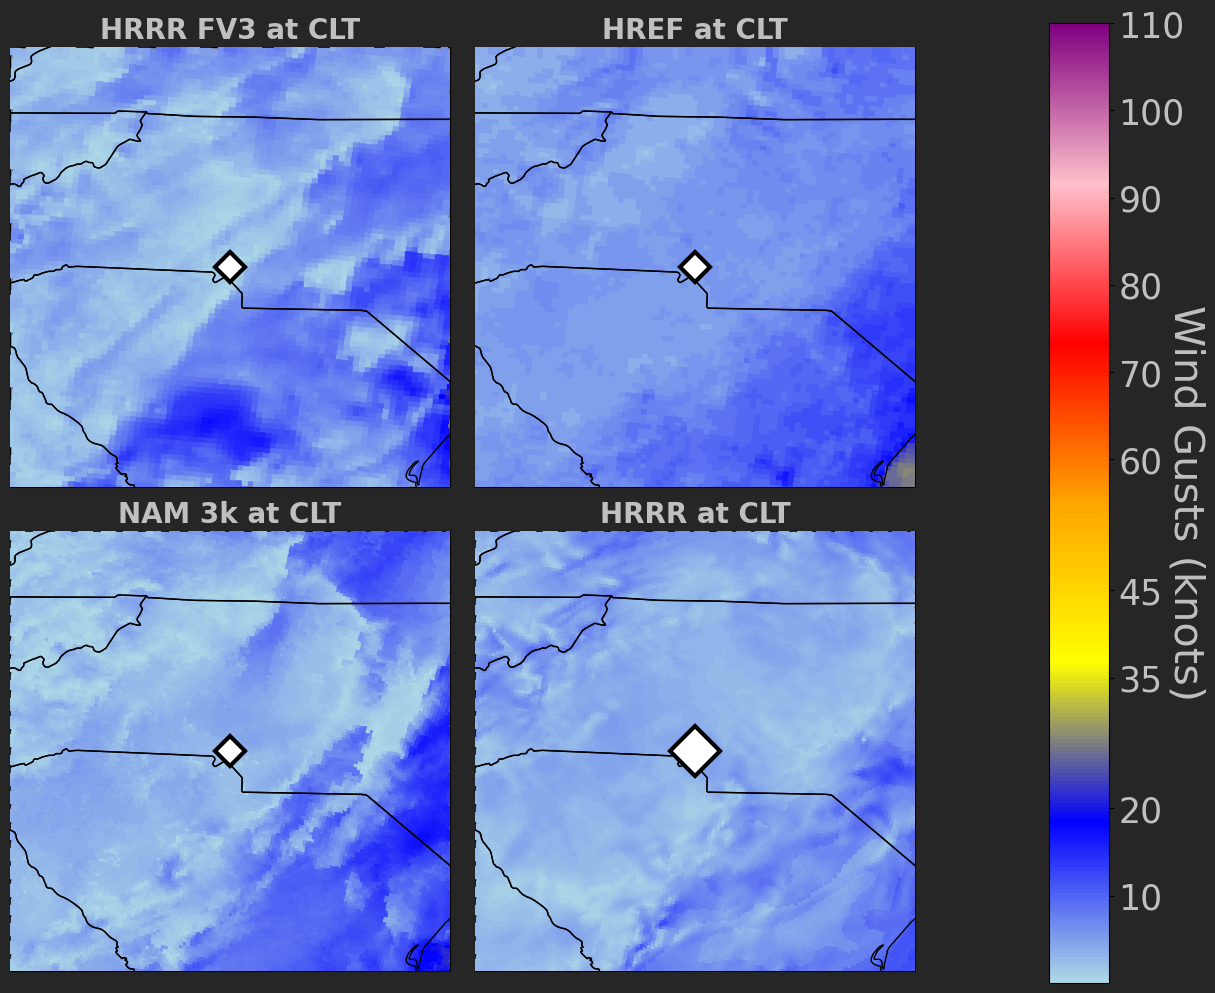 HRRR FV3 at CLT
HREF at CLT
NAM 3k at CLT
HRRR at CLT
110
100
90
80
70
60
45
35
20
10
Wind Gusts (knots)